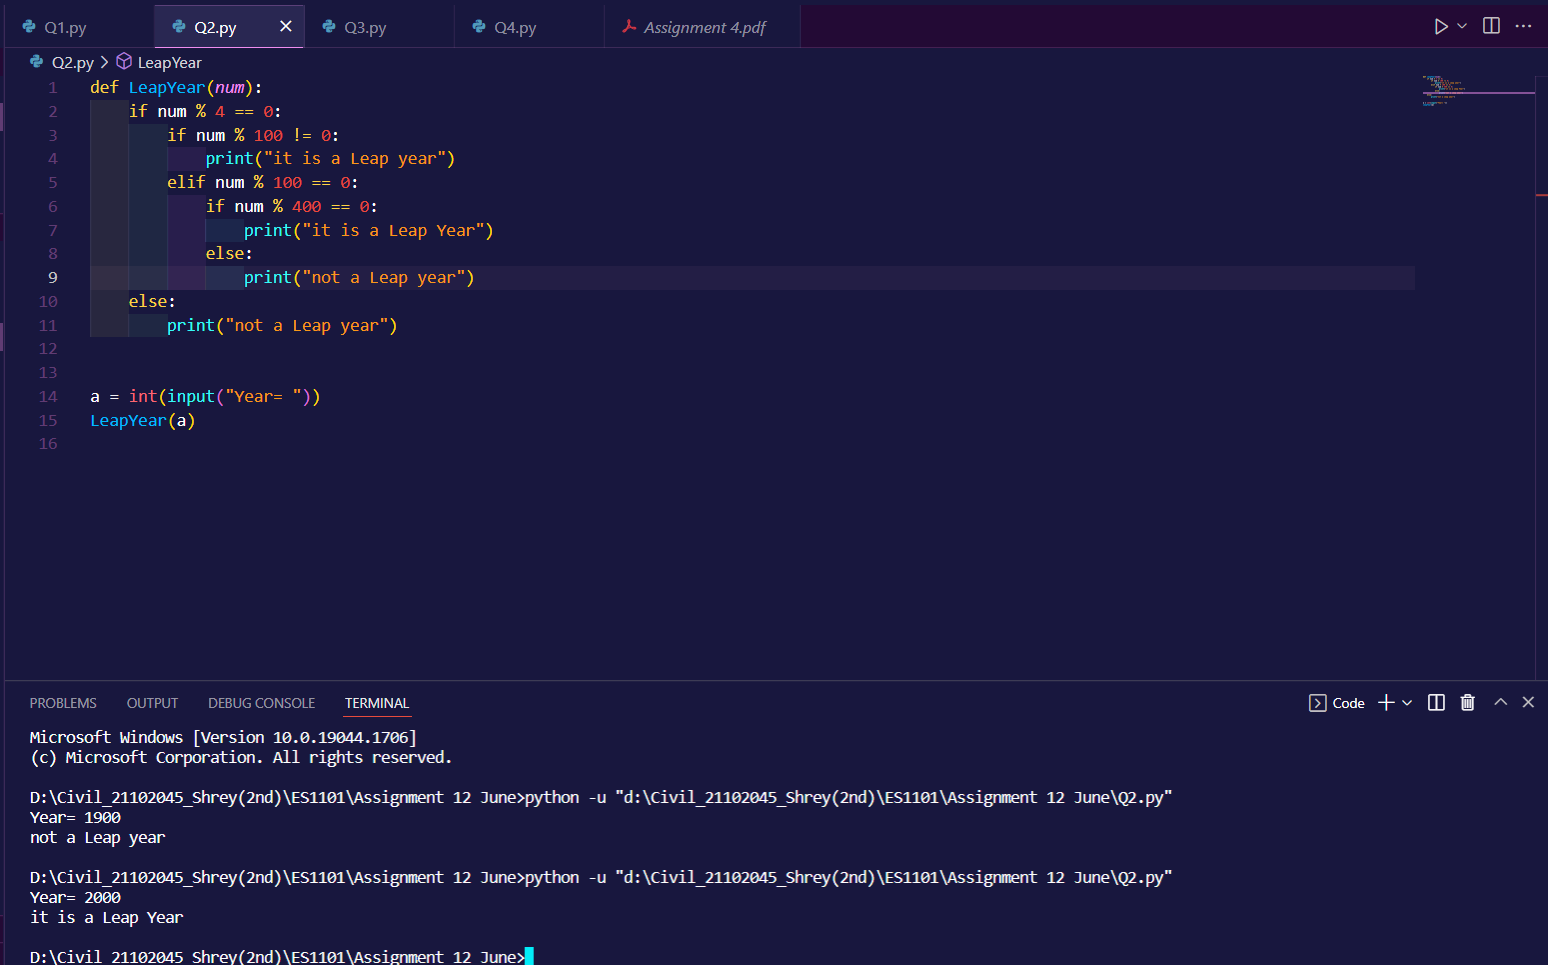 Q1.py Q2.py Q3.py Q4.py Assignment 4.pdf
Q2.py > LeapYear
1 def LeapYear(num):
2     if num % 4 == 0:
3         if num % 100 != 0:
4             print("it is a Leap year")
5         elif num % 100 == 0:
6             if num % 400 == 0:
7                 print("it is a Leap Year")
8             else:
9                 print("not a Leap year")
10     else:
11         print("not a Leap year")
12
13
14 a = int(input("Year= "))
15 LeapYear(a)
16
PROBLEMS OUTPUT DEBUG CONSOLE TERMINAL Code
Microsoft Windows [Version 10.0.19044.1706]
(c) Microsoft Corporation. All rights reserved.
D:\Civil_21102045_Shrey(2nd)\ES1101\Assignment 12 June>python -u "d:\Civil_21102045_Shrey(2nd)\ES1101\Assignment 12 June\Q2.py"
Year= 1900
not a Leap year
D:\Civil_21102045_Shrey(2nd)\ES1101\Assignment 12 June>python -u "d:\Civil_21102045_Shrey(2nd)\ES1101\Assignment 12 June\Q2.py"
Year= 2000
it is a Leap Year
D:\Civil_21102045_Shrey(2nd)\ES1101\Assignment 12 June>